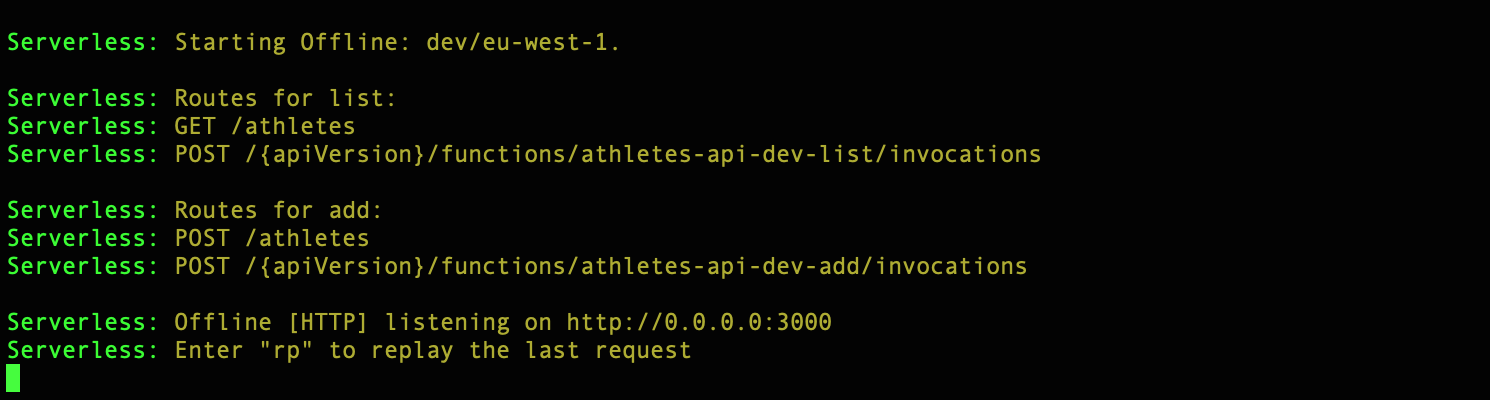 Serverless: Starting Offline: dev/eu-west-1.
Serverless: Routes for list:
Serverless: GET /athletes
Serverless: POST /{apiVersion}/functions/athletes-api-dev-list/invocations
Serverless: Routes for add:
Serverless: POST /athletes
Serverless: POST /{apiVersion}/functions/athletes-api-dev-add/invocations
Serverless: Offline [HTTP] listening on http://0.0.0.0:3000
Serverless: Enter "rp" to replay the last request